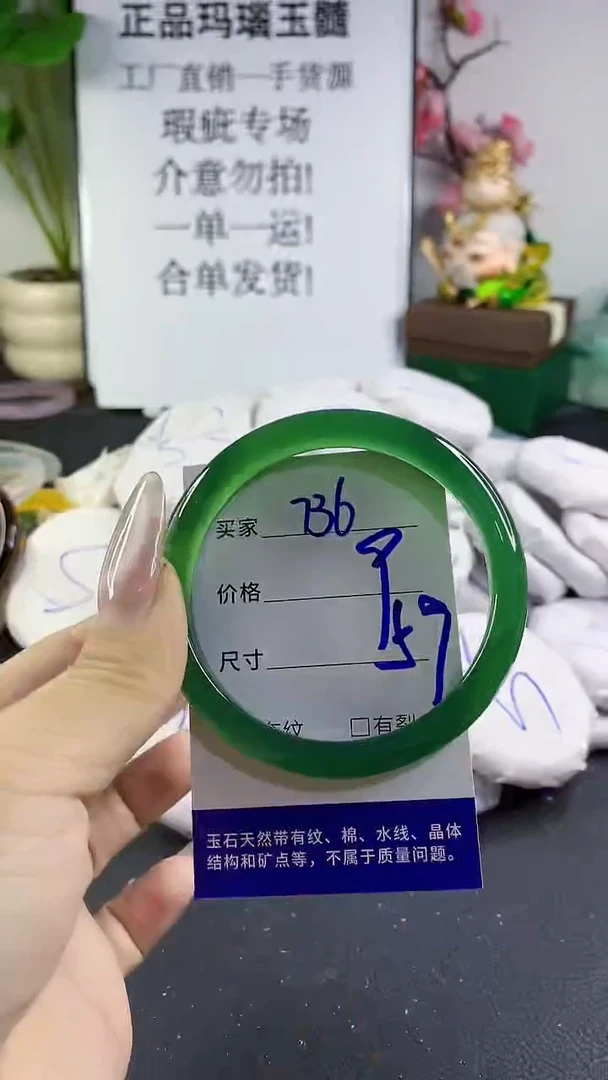 正品玛瑙玉髓
工厂直销一手货源
瑕疵专场
介意勿拍!
一单一运!
合单发货!
买家 736
价格
尺寸 59
纹 □有裂
玉石天然带有纹、棉、水线、晶体
结构和矿点等，不属于质量问题。